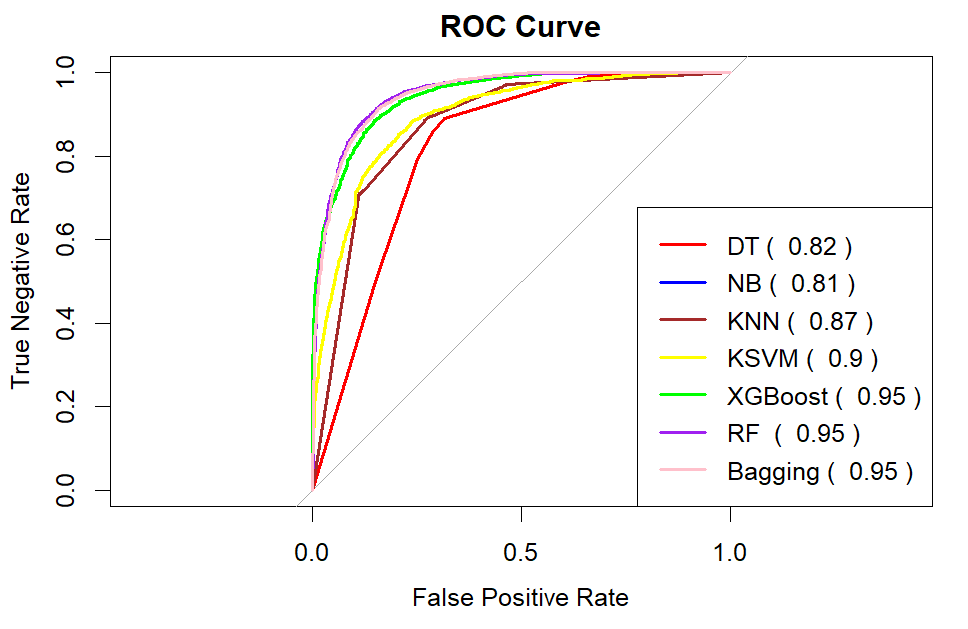 ROC Curve
True Negative Rate
1.0
0.8
0.6
0.4
0.2
0.0
DT ( 0.82 )
NB ( 0.81 )
KNN ( 0.87 )
KSVM ( 0.9 )
XGBoost ( 0.95 )
RF ( 0.95 )
Bagging ( 0.95 )
0.0 0.5 1.0
False Positive Rate